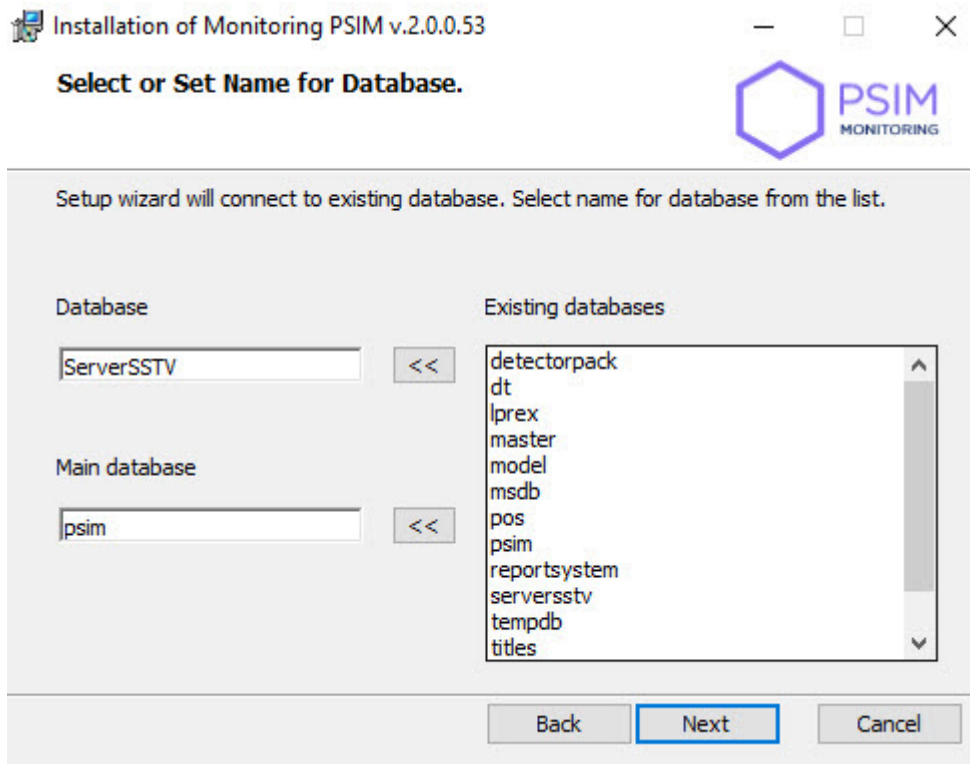 Installation of Monitoring PSIM v.2.0.0.53
Select or Set Name for Database.
PSIM
MONITORING
Setup wizard will connect to existing database. Select name for database from the list.
Database
ServerSSTV
<<
Main database
psim
<<
Existing databases
detectorpack
dt
lprex
master
model
msdb
pos
psim
reportsystem
serversstv
tempdb
titles
Back
Next
Cancel